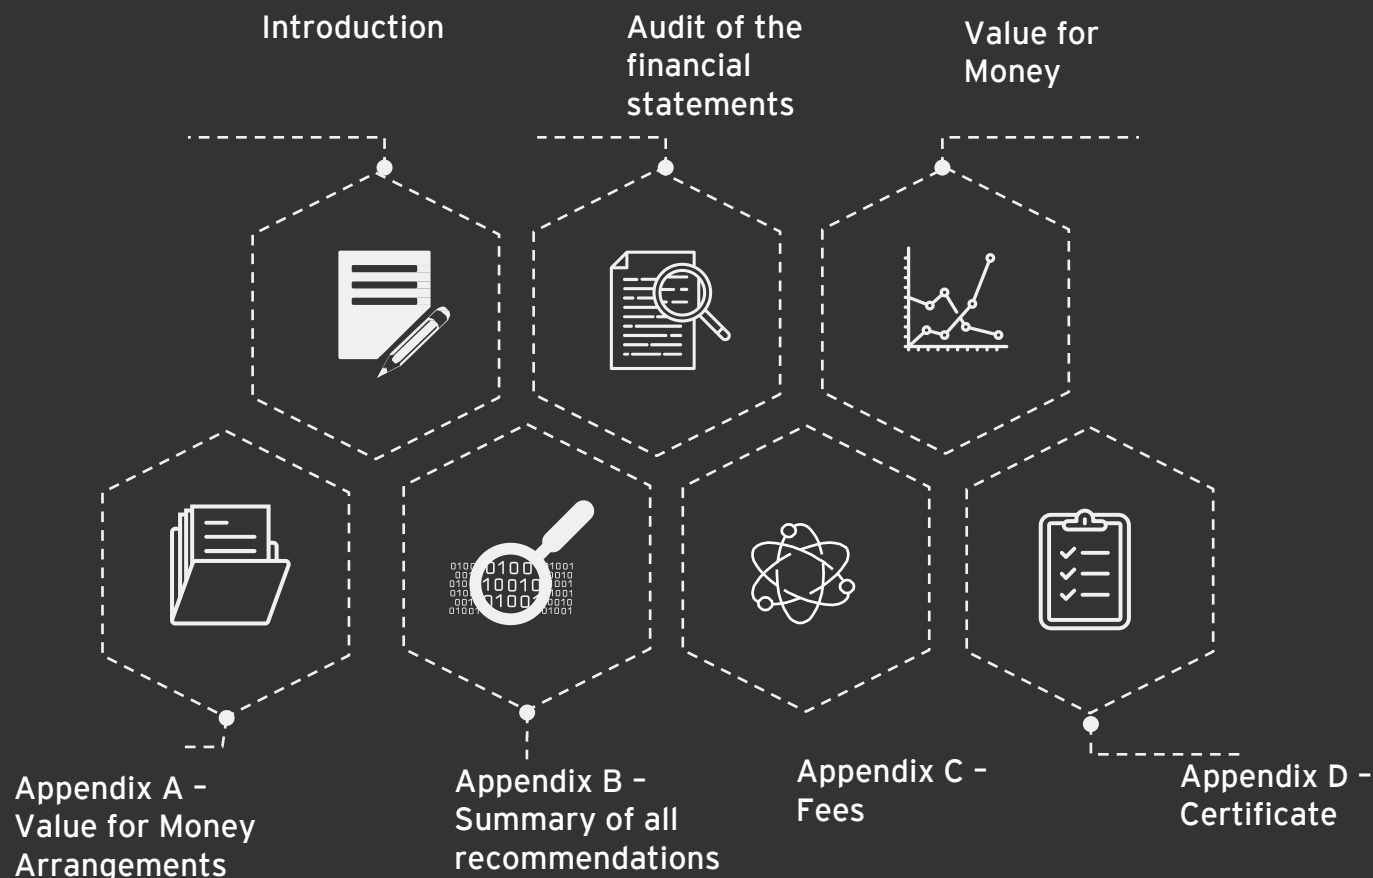 Introduction
Audit of the
financial
statements
Value for
Money
Appendix A –
Value for Money
Arrangements
Appendix B –
Summary of all
recommendations
Appendix C –
Fees
Appendix D –
Certificate